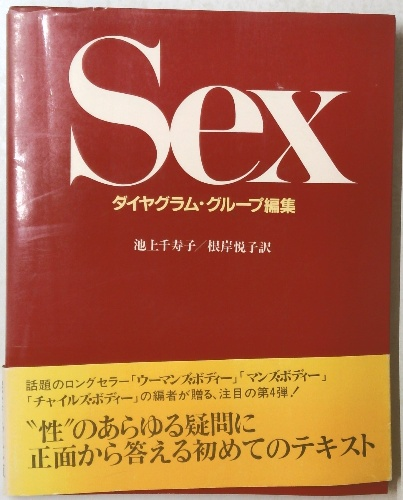 Sex
ダイヤグラム・グループ編集
池上千寿子／根岸悦子訳
話題のロングセラー「ウーマンズ・ボディー」「マンズ・ボディー」
「チャイルズ・ボディー」の編者が贈る、注目の第4弾！
〝性〟のあらゆる疑問に
正面から答える初めてのテキスト